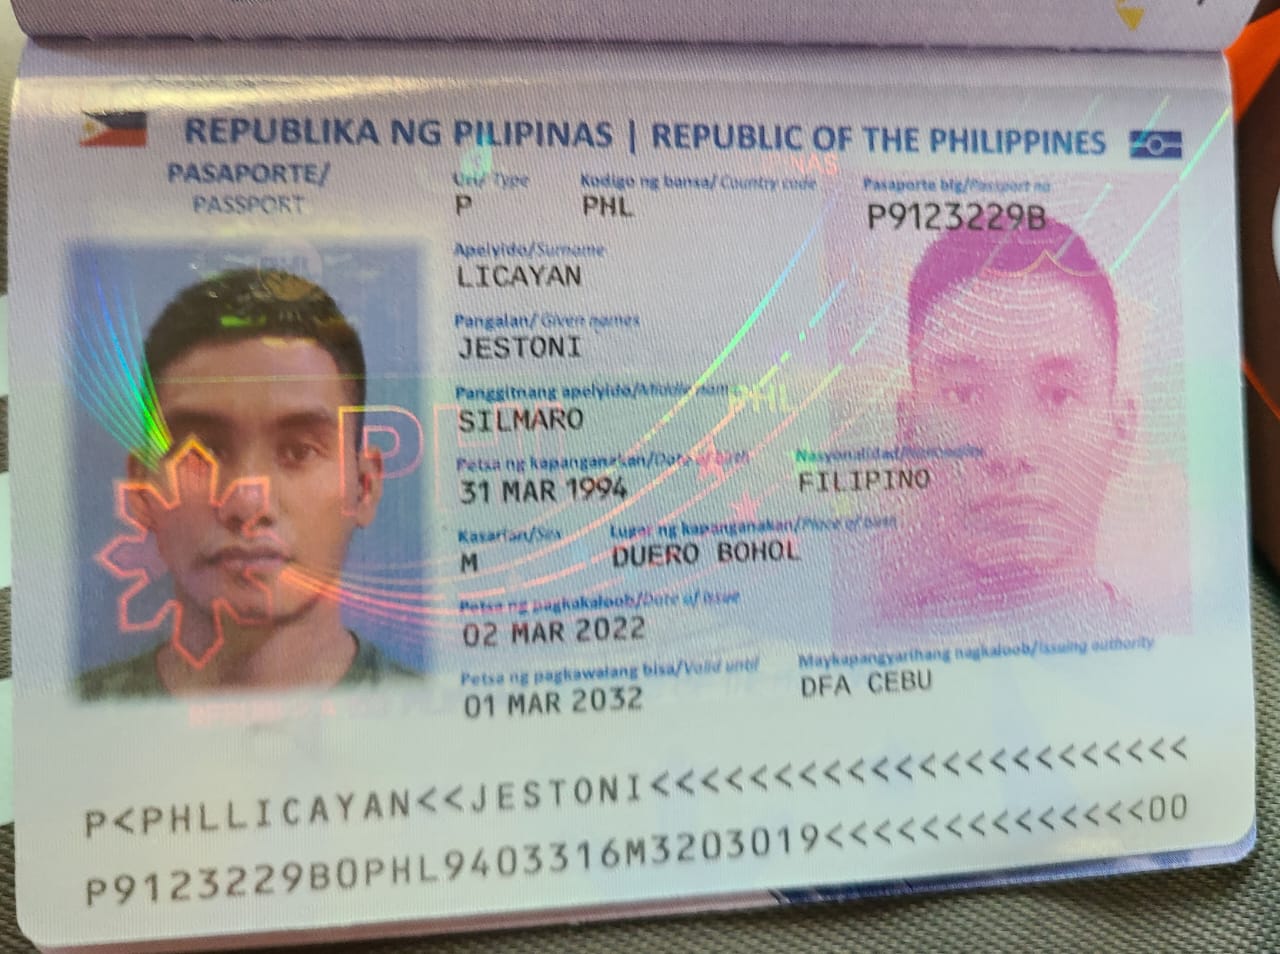 REPUBLIKA NG PILIPINAS | REPUBLIC OF THE PHILIPPINES
PASAPORTE/
PASSPORT
Uri/ Type
P
Kodigo ng bansa/ Country code
PHL
Pasaporte blg/Passport no
P9123229B
Apelyido/Surname
LICAYAN
Pangalan/ Given names
JESTONI
Panggitnang apelyido/Middle nam
SILMARO
Petsa ng kapanganakan/Date of birth
31 MAR 1994
Nasyonalidad/Nationality
FILIPINO
Kasarian/Sex
M
Lugar ng kapanganakan/Place of birth
DUERO BOHOL
Petsa ng pagkakaloob/Date of issue
02 MAR 2022
Petsa ng pagkawalang bisa/Valid until
01 MAR 2032
Maykapangyarihang nagkaloob/Issuing authority
DFA CEBU
PHL
P<PHLLICAYAN<<JESTONI<<<<<<<<<<<<<<<<<<<<<<<
P9123229B0PHL9403316M3203019<<<<<<<<<<<<<<00